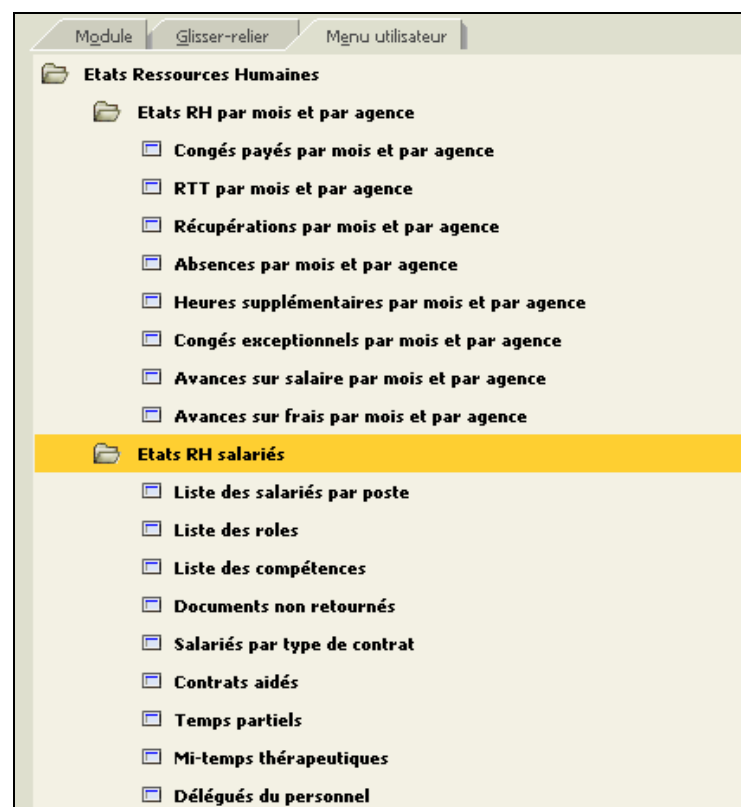 Module Glisser-relier Menu utilisateur
Etats Ressources Humaines
Etats RH par mois et par agence
Congés payés par mois et par agence
RTT par mois et par agence
Récupérations par mois et par agence
Absences par mois et par agence
Heures supplémentaires par mois et par agence
Congés exceptionnels par mois et par agence
Avances sur salaire par mois et par agence
Avances sur frais par mois et par agence
Etats RH salariés
Liste des salariés par poste
Liste des roles
Liste des compétences
Documents non retournés
Salariés par type de contrat
Contrats aidés
Temps partiels
Mi-temps thérapeutiques
Délégués du personnel